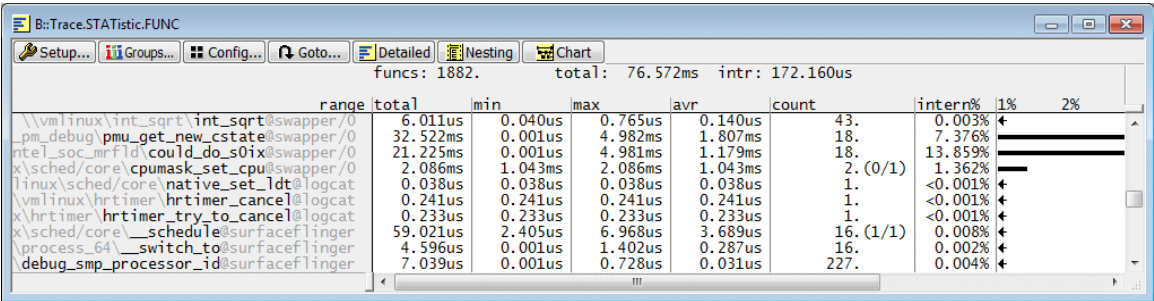 B::Trace.STATistic.FUNC
Setup... Groups... Config... Goto... Detailed Nesting Chart
funcs: 1882. total: 76.572ms intr: 172.160us
range total min max avr count intern% 1% 2%
\\vmlinux\int_sqrt\int_sqrt@swapper/0 6.011us 0.040us 0.765us 0.140us 43. 0.003%
_pm_debug\pmu_get_new_cstate@swapper/0 32.522ms 0.001us 4.982ms 1.807ms 18. 7.376%
ntel_soc_mrfld\could_do_s0ix@swapper/0 21.225ms 0.001us 4.981ms 1.179ms 18. 13.859%
x\sched/core\cpumask_set_cpu@swapper/0 2.086ms 1.043ms 2.086ms 1.043ms 2. (0/1) 1.362%
linux\sched/core\native_set_ldt@logcat 0.038us 0.038us 0.038us 0.038us 1. <0.001%
\vmlinux\hrtimer\hrtimer_cancel@logcat 0.241us 0.241us 0.241us 0.241us 1. <0.001%
x\hrtimer\hrtimer_try_to_cancel@logcat 0.233us 0.233us 0.233us 0.233us 1. <0.001%
x\sched/core\__schedule@surfaceflinger 59.021us 2.405us 6.968us 3.689us 16. (1/1) 0.008%
\process_64\__switch_to@surfaceflinger 4.596us 0.001us 1.402us 0.287us 16. 0.002%
\debug_smp_processor_id@surfaceflinger 7.039us 0.001us 0.728us 0.031us 227. 0.004%